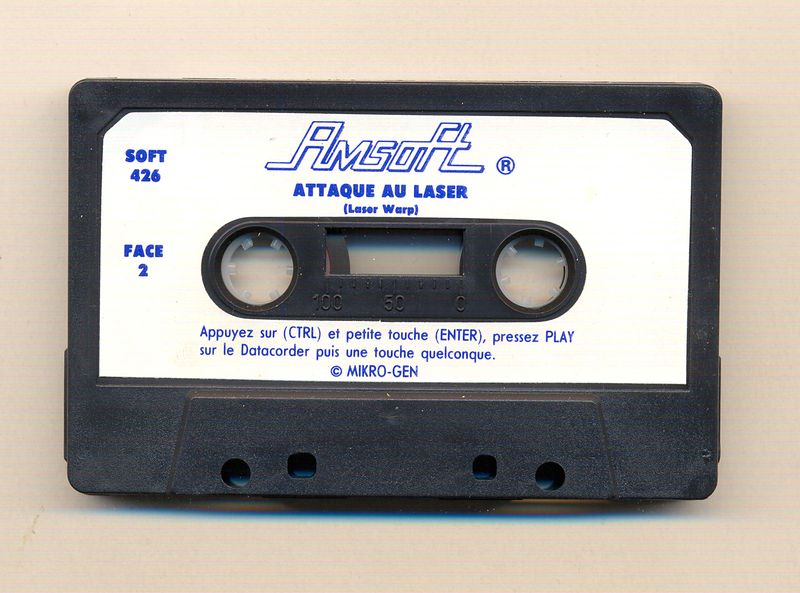 Amsoft ®
SOFT
426
ATTAQUE AU LASER
(Laser Warp)
FACE
2
100 50 0
Appuyez sur (CTRL) et petite touche (ENTER), pressez PLAY
sur le Datacorder puis une touche quelconque.
© MIKRO-GEN